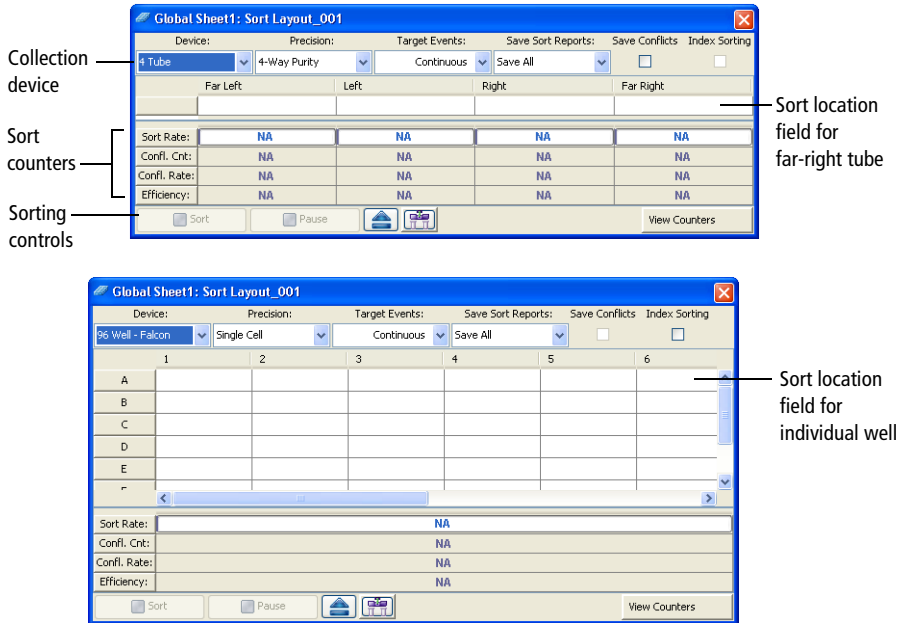 Global Sheet1: Sort Layout_001
Device: Precision: Target Events: Save Sort Reports: Save Conflicts Index Sorting
4 Tube 4-Way Purity Continuous Save All
Far Left Left Right Far Right
Sort Rate: NA NA NA NA
Confl. Cnt: NA NA NA NA
Confl. Rate: NA NA NA NA
Efficiency: NA NA NA NA
Sort Pause View Counters
Collection
device
Sort
counters
Sorting
controls
Sort location
field for
far-right tube
Global Sheet1: Sort Layout_001
Device: Precision: Target Events: Save Sort Reports: Save Conflicts Index Sorting
96 Well - Falcon Single Cell Continuous Save All
1 2 3 4 5 6
A
B
C
D
E
Sort Rate: NA
Confl. Cnt: NA
Confl. Rate: NA
Efficiency: NA
Sort Pause View Counters
Sort location
field for
individual well